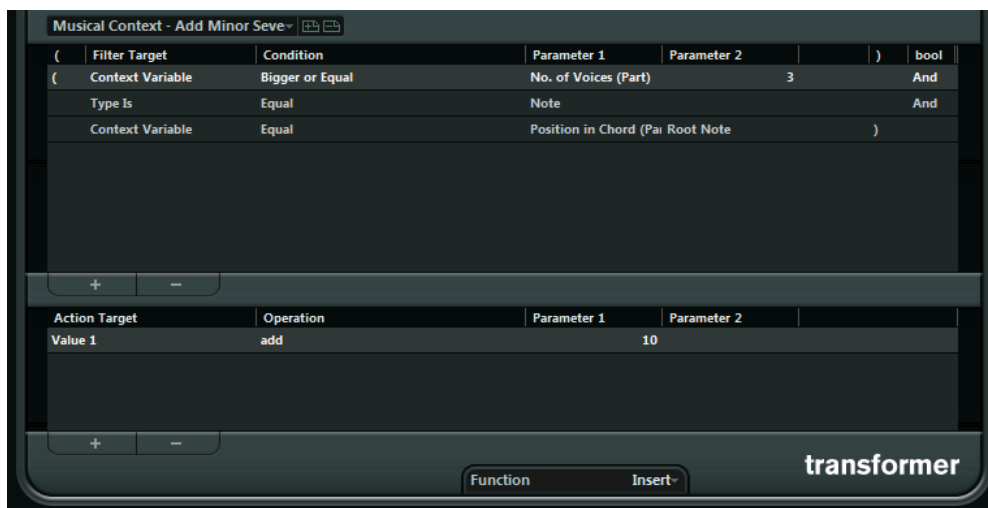 Musical Context - Add Minor Seve
( Filter Target Condition Parameter 1 Parameter 2 ) bool
( Context Variable Bigger or Equal No. of Voices (Part) 3 And
Type Is Equal Note And
Context Variable Equal Position in Chord (Pai Root Note )
+ −
Action Target Operation Parameter 1 Parameter 2
Value 1 add 10
+ −
transformer
Function Insert